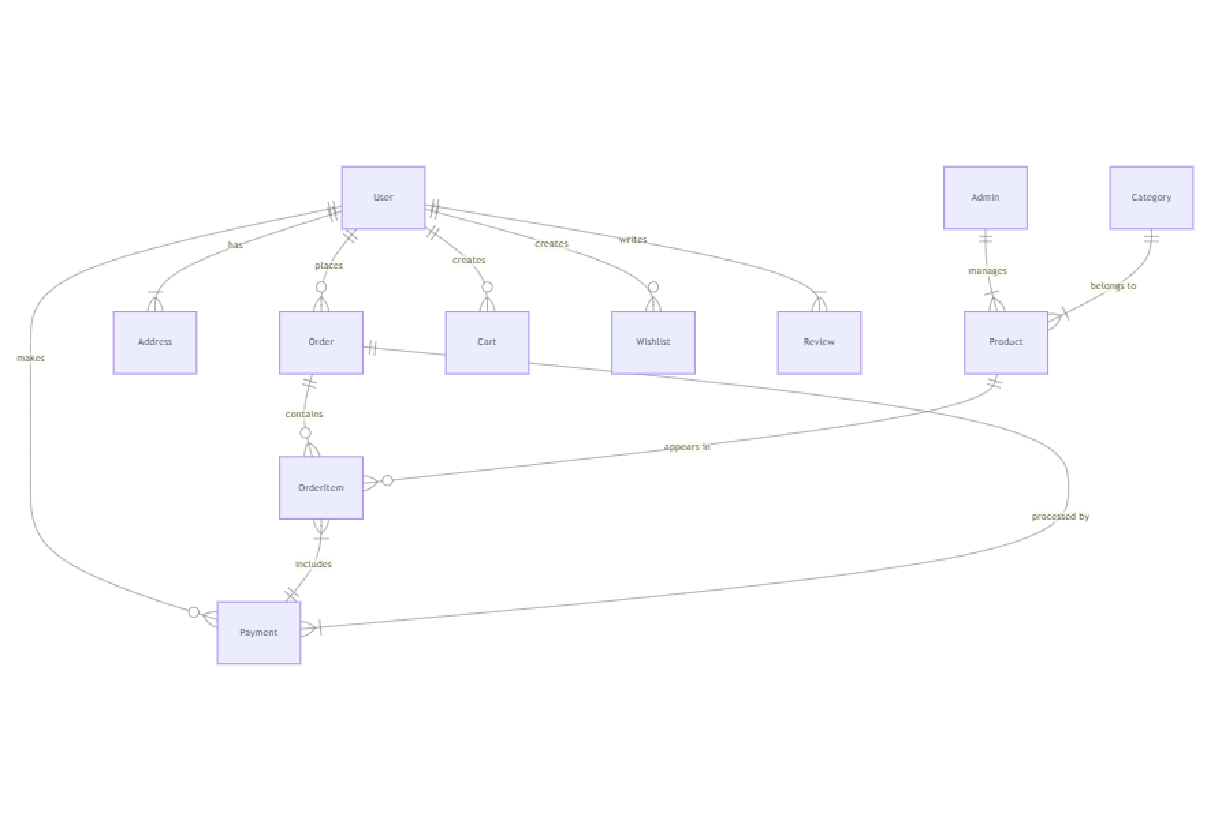 User
Admin
Category
has
places
creates
creates
writes
manages
belongs to
Address
Order
Cart
Wishlist
Review
Product
makes
contains
appears in
OrderItem
processed by
includes
Payment